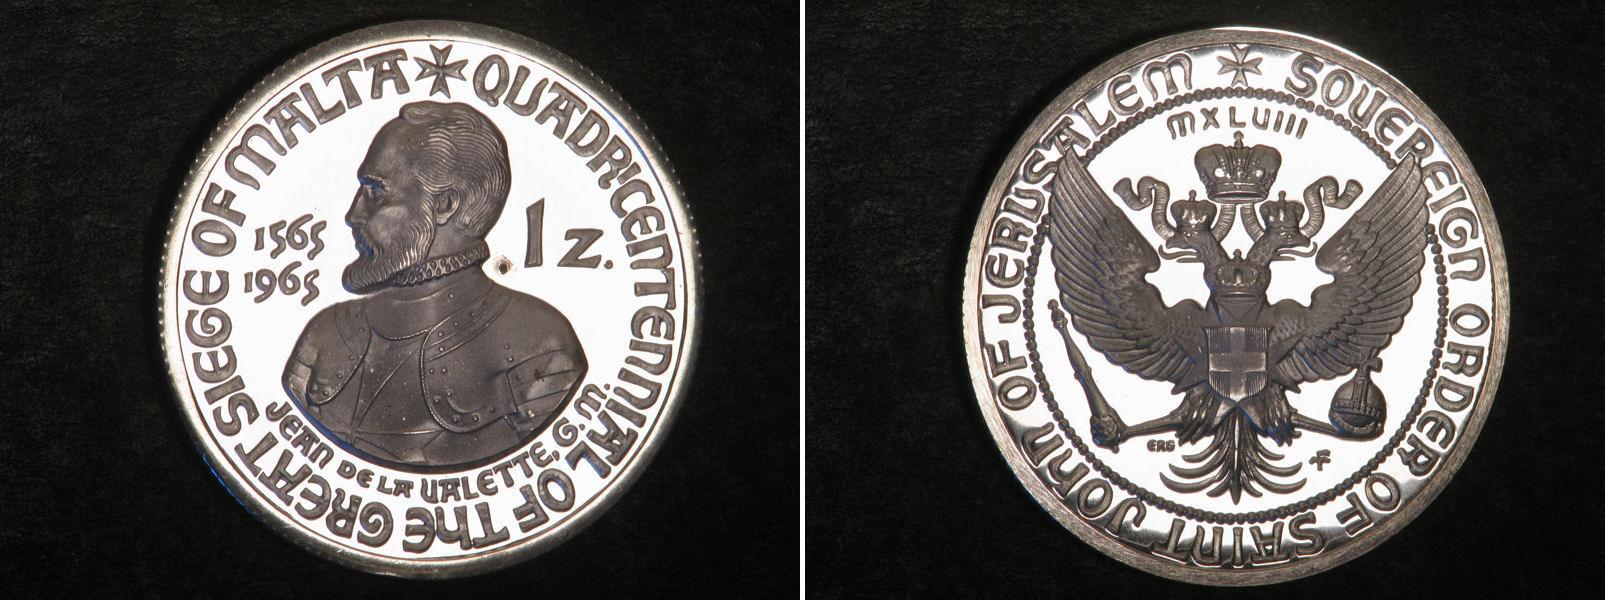 QUADRICENTENNIAL OF THE GREAT SIEGE OF MALTA
1565
1965
1 Z.
JEAN DE LA VALETTE, G.M.
SOVEREIGN ORDER OF SAINT JOHN OF JERUSALEM
MXLVIII
ERG